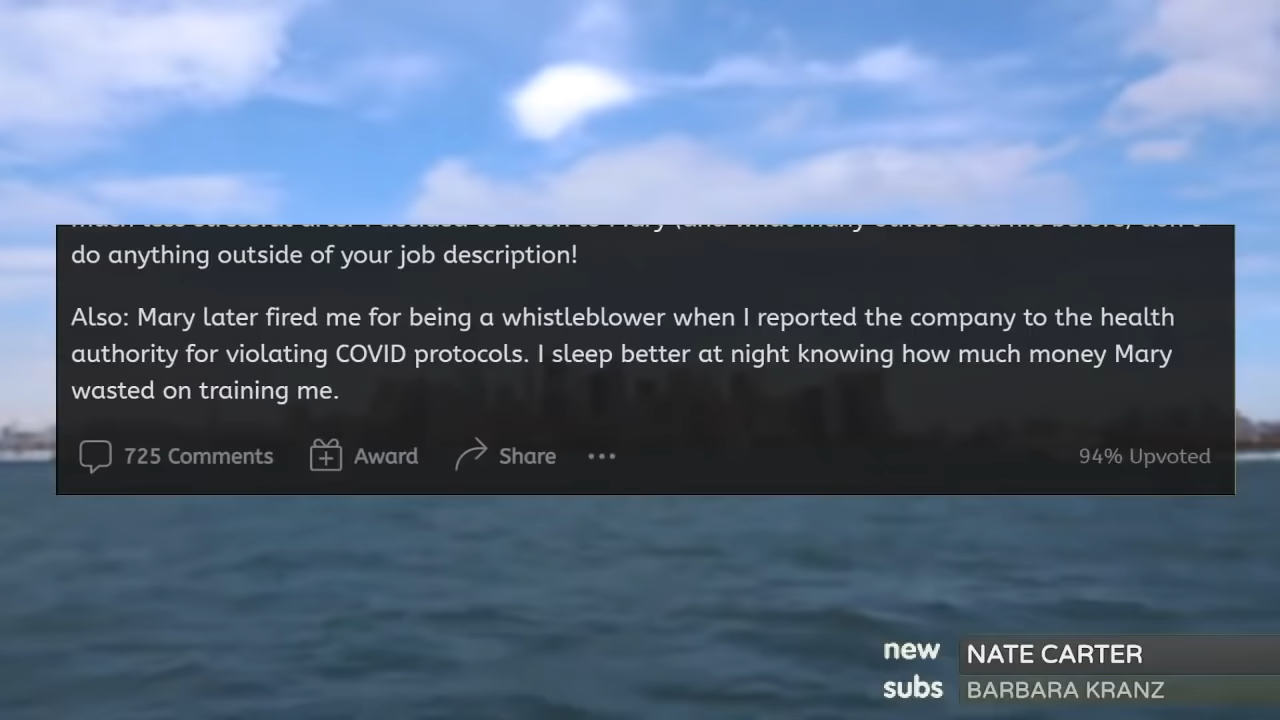 do anything outside of your job description!
Also: Mary later fired me for being a whistleblower when I reported the company to the health
authority for violating COVID protocols. I sleep better at night knowing how much money Mary
wasted on training me.
725 Comments Award Share ••• 94% Upvoted
new NATE CARTER
subs BARBARA KRANZ